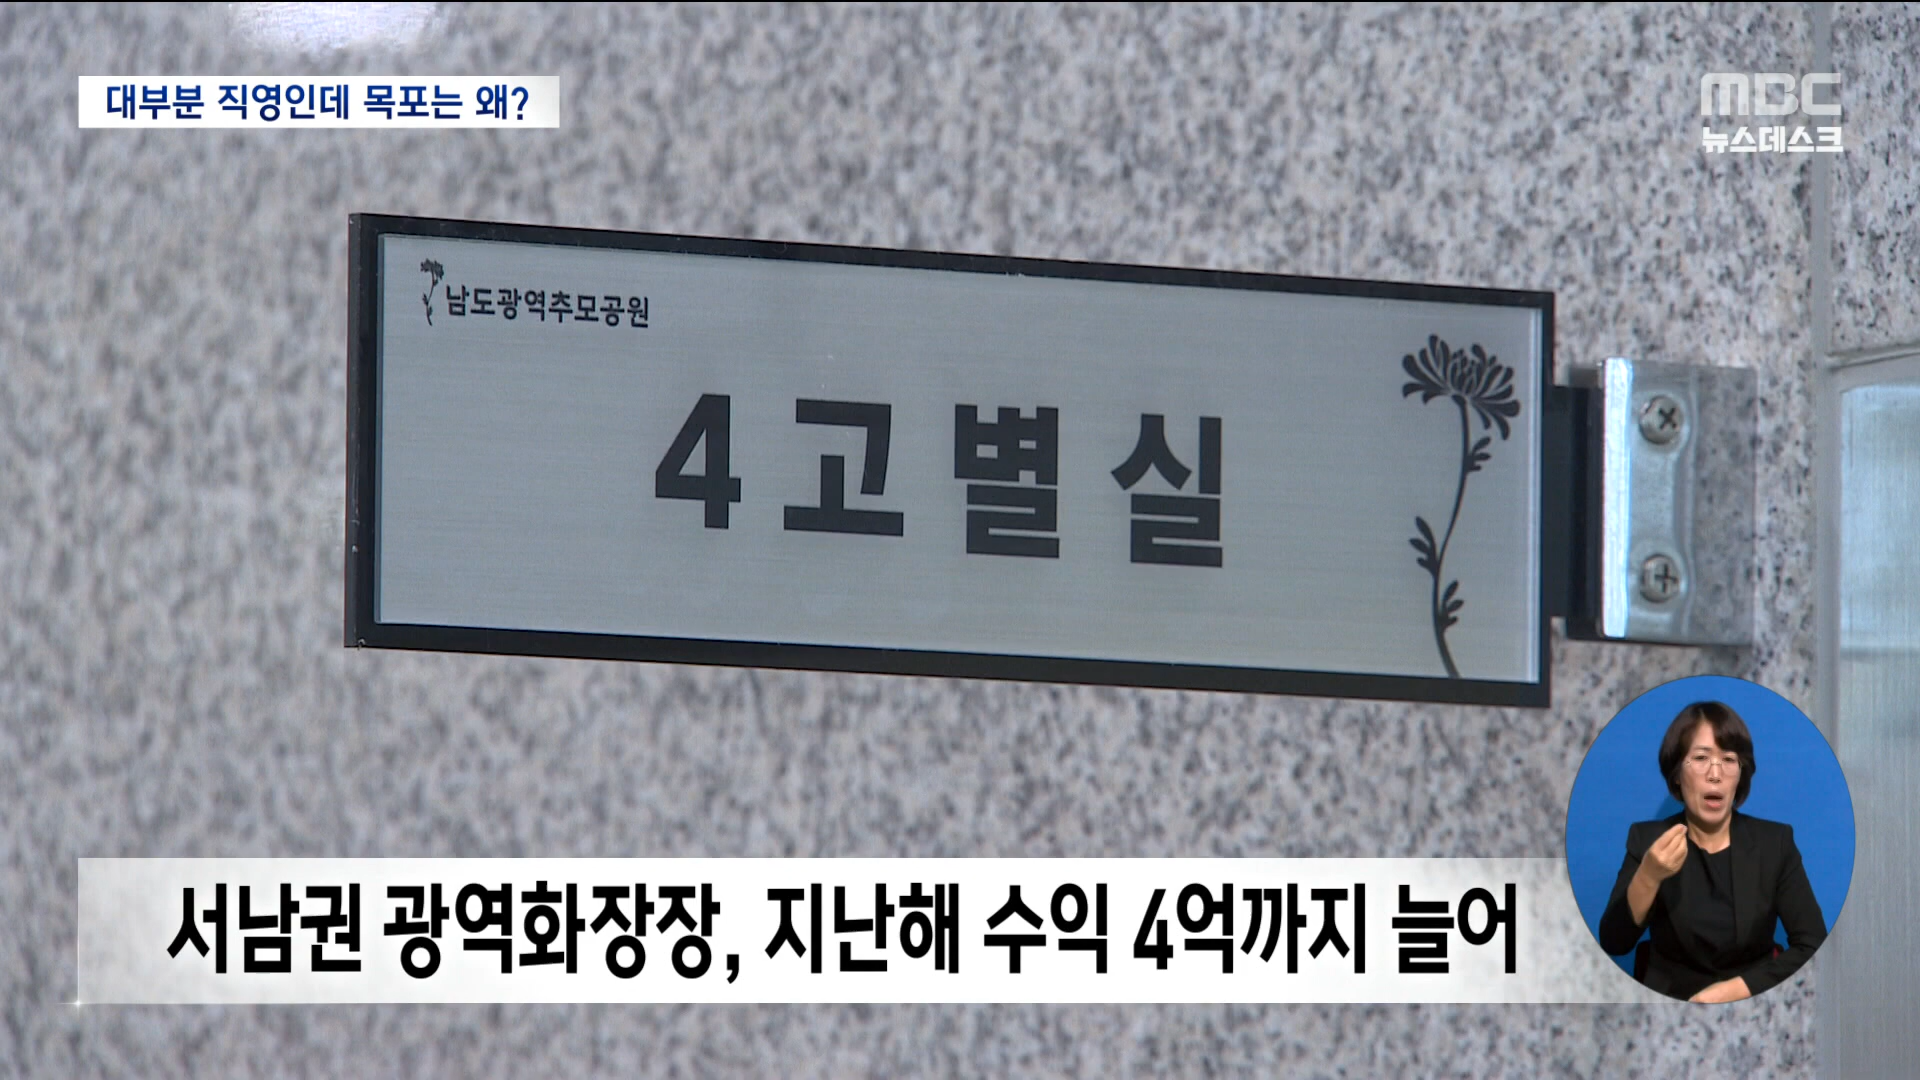 대부분 직영인데 목포는 왜?
MBC
뉴스데스크
남도광역추모공원
4고별실
서남권 광역화장장, 지난해 수익 4억까지 늘어